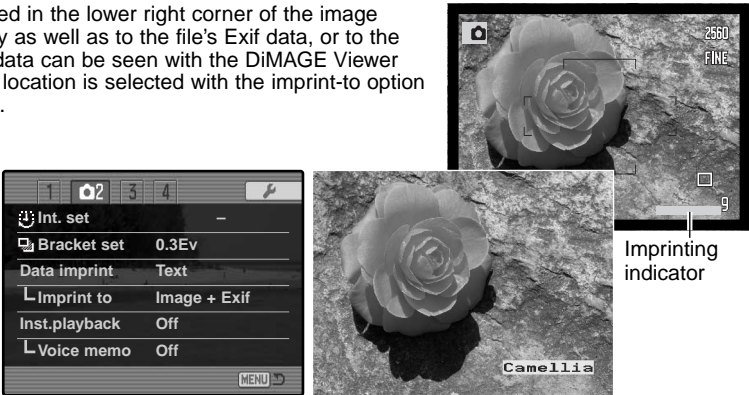 ed in the lower right corner of the image
y as well as to the file's Exif data, or to the
data can be seen with the DiMAGE Viewer
location is selected with the imprint-to option
.
2560
FINE
9
Imprinting
indicator
1 2 3 4
Int. set –
Bracket set 0.3Ev
Data imprint Text
Imprint to Image + Exif
Inst.playback Off
Voice memo Off
MENU
Camellia